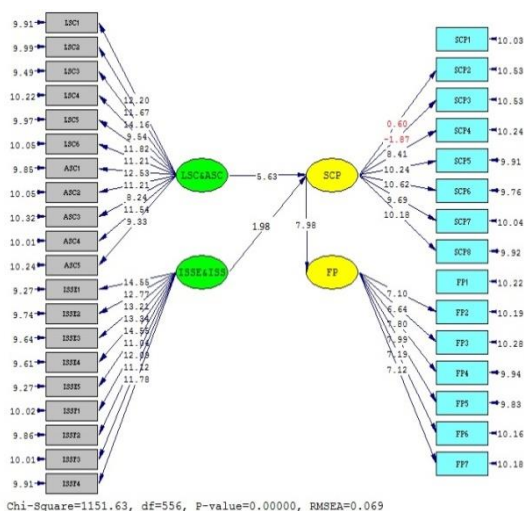 9.91 LSC1
9.99 LSC2
9.49 LSC3
10.22 LSC4
9.97 LSC5
10.05 LSC6
9.85 ASC1
10.05 ASC2
10.32 ASC3
10.01 ASC4
10.24 ASC5
9.27 ISSE1
9.74 ISSE2
9.64 ISSE3
9.61 ISSE4
9.27 ISSE5
10.02 ISSF1
9.86 ISSF2
10.01 ISSF3
9.91 ISSF4
12.20
11.67
14.16
9.54
11.82
11.21
12.53
11.21
8.24
11.54
9.33
14.55
12.77
13.21
13.34
14.55
11.04
12.09
11.12
11.78
LSC&ASC
ISSE&ISS
5.63
1.98
7.98
SCP
FP
0.60
-1.87
8.41
10.24
10.62
9.69
10.18
7.10
6.64
7.80
7.99
7.19
7.12
SCP1 10.03
SCP2 10.53
SCP3 10.53
SCP4 10.24
SCP5 9.91
SCP6 9.76
SCP7 10.04
SCP8 9.92
FP1 10.22
FP2 10.19
FP3 10.28
FP4 9.94
FP5 9.83
FP6 10.16
FP7 10.18
Chi-Square=1151.63, df=556, P-value=0.00000, RMSEA=0.069